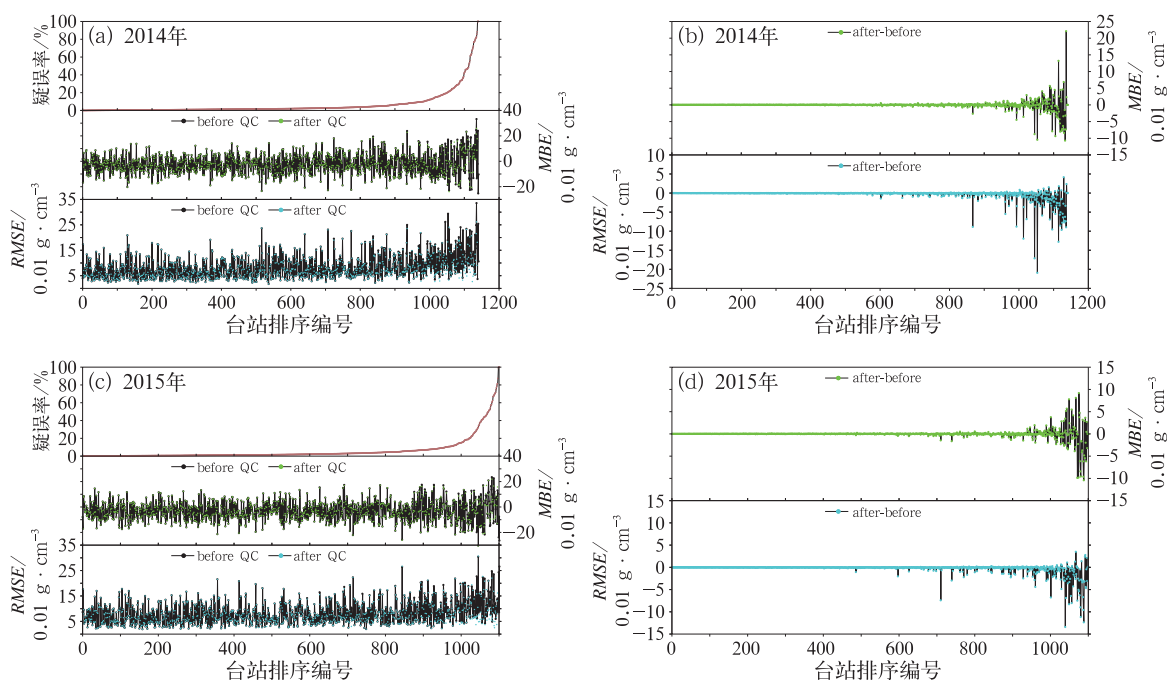 (a) 2014年
疑误率/%
100
80
60
40
20
0
before QC
after QC
40
20
0
−20
MBE/
0.01 g · cm⁻³
before QC
after QC
35
25
15
5
RMSE/
0.01 g · cm⁻³
0 200 400 600 800 1000 1200
台站排序编号
(b) 2014年
after-before
25
20
15
10
5
0
−5
−10
−15
MBE/
0.01 g · cm⁻³
after-before
10
5
0
−5
−10
−15
−20
−25
RMSE/
0.01 g · cm⁻³
0 200 400 600 800 1000 1200
台站排序编号
(c) 2015年
疑误率/%
100
80
60
40
20
0
before QC
after QC
40
20
0
−20
MBE/
0.01 g · cm⁻³
before QC
after QC
35
25
15
5
RMSE/
0.01 g · cm⁻³
0 200 400 600 800 1000
台站排序编号
(d) 2015年
after-before
15
10
5
0
−5
−10
−15
MBE/
0.01 g · cm⁻³
after-before
15
10
5
0
−5
−10
−15
RMSE/
0.01 g · cm⁻³
0 200 400 600 800 1000
台站排序编号